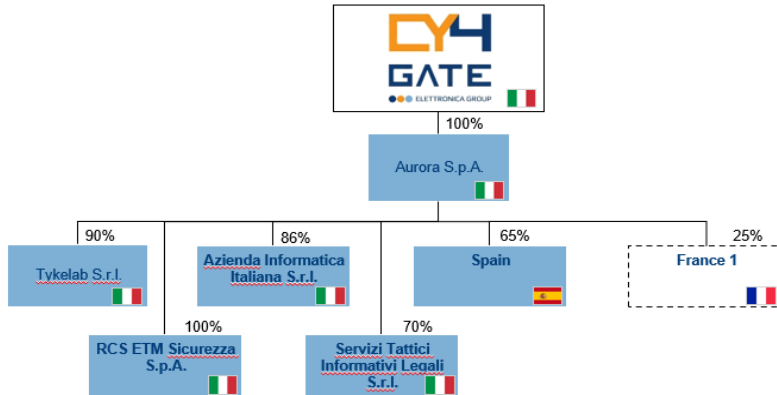 CY4
GATE
ELETTRONICA GROUP
100%
Aurora S.p.A.
90%
86%
65%
25%
Tykelab S.r.l.
Azienda Informatica
Italiana S.r.l.
Spain
France 1
100%
70%
RCS ETM Sicurezza
S.p.A.
Servizi Tattici
Informativi Legali
S.r.l.